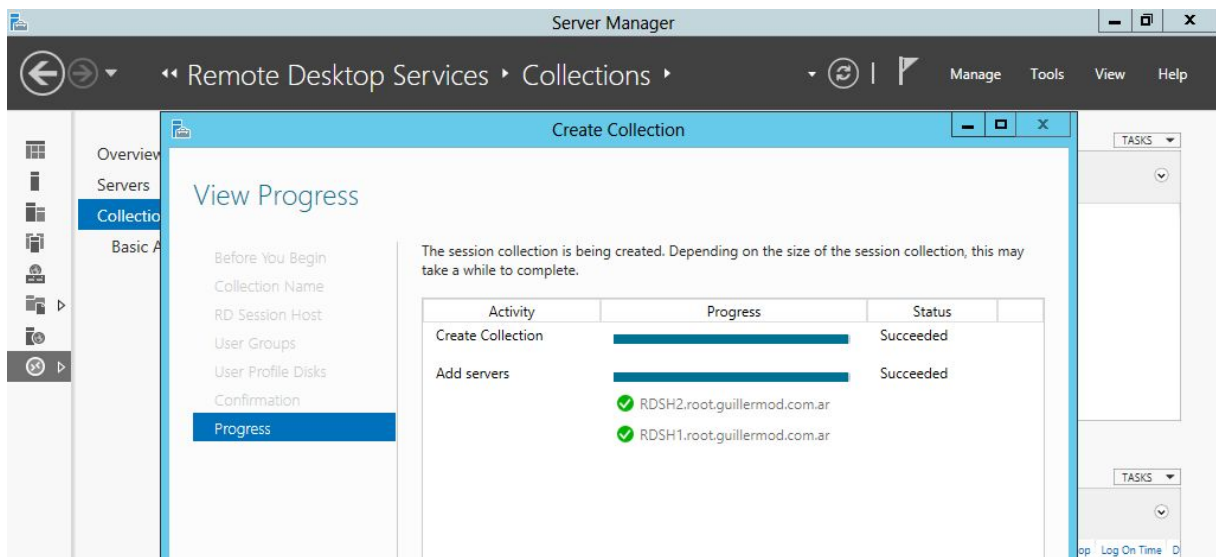 Server Manager
Remote Desktop Services • Collections •
Manage Tools View Help
Create Collection
TASKS
Overview
Servers
Collectio
Basic A
View Progress
Before You Begin
Collection Name
RD Session Host
User Groups
User Profile Disks
Confirmation
Progress
The session collection is being created. Depending on the size of the session collection, this may
take a while to complete.
Activity Progress Status
Create Collection Succeeded
Add servers Succeeded
RDSH2.root.guillermod.com.ar
RDSH1.root.guillermod.com.ar
TASKS
op Log On Time D